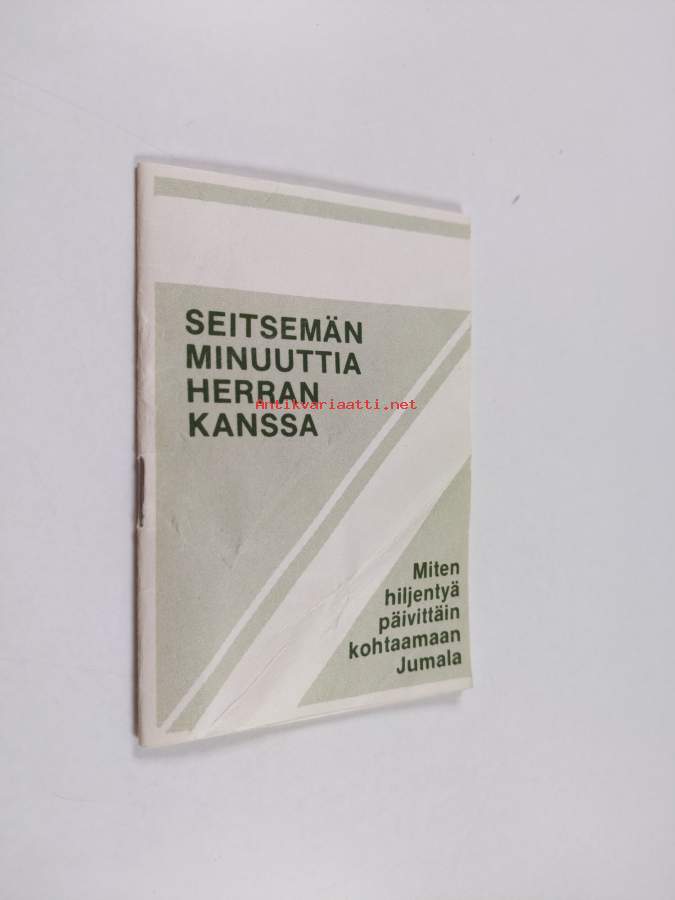 SEITSEMÄN
MINUUTTIA
HERRAN
Antikvariaatti.net
KANSSA
Miten
hiljentyä
päivittäin
kohtaamaan
Jumala